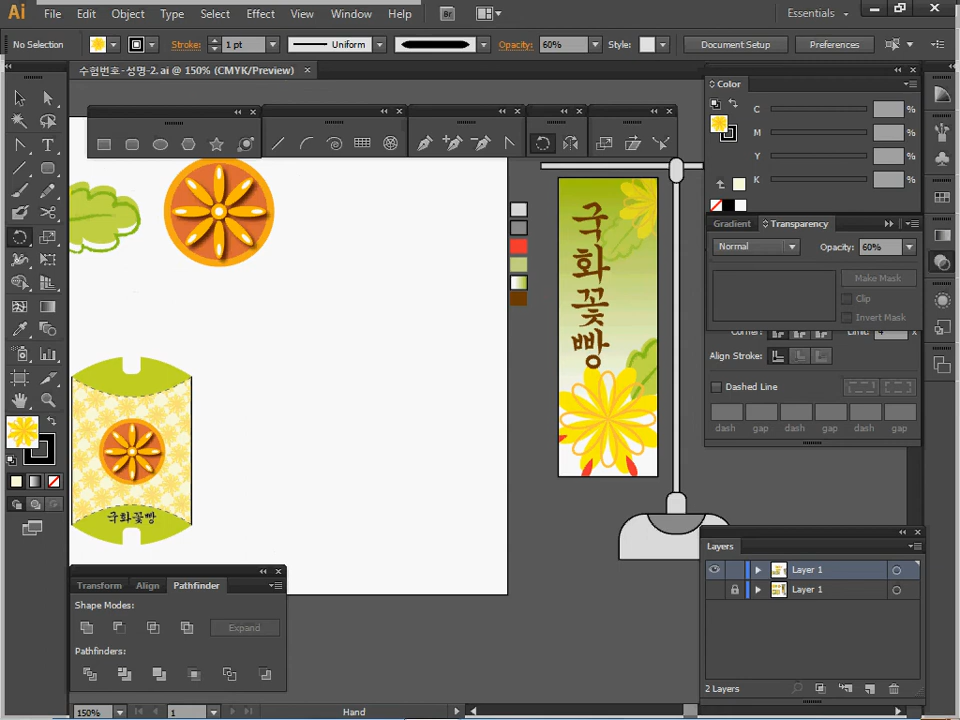 Ai File Edit Object Type Select Effect View Window Help Br Essentials
No Selection Stroke: 1 pt Uniform Opacity: 60% Style: Document Setup Preferences
수험번호-성명-2.ai @ 150% (CMYK/Preview)
Color
C %
M %
Y %
K %
Gradient Transparency
Normal Opacity: 60%
Make Mask
Clip
Invert Mask
Corner: Limit: x
Align Stroke:
Dashed Line
dash gap dash gap dash gap
국화꽃빵
국화꽃빵
Layers
Layer 1
Layer 1
2 Layers
Transform Align Pathfinder
Shape Modes:
Expand
Pathfinders:
150% 1 Hand